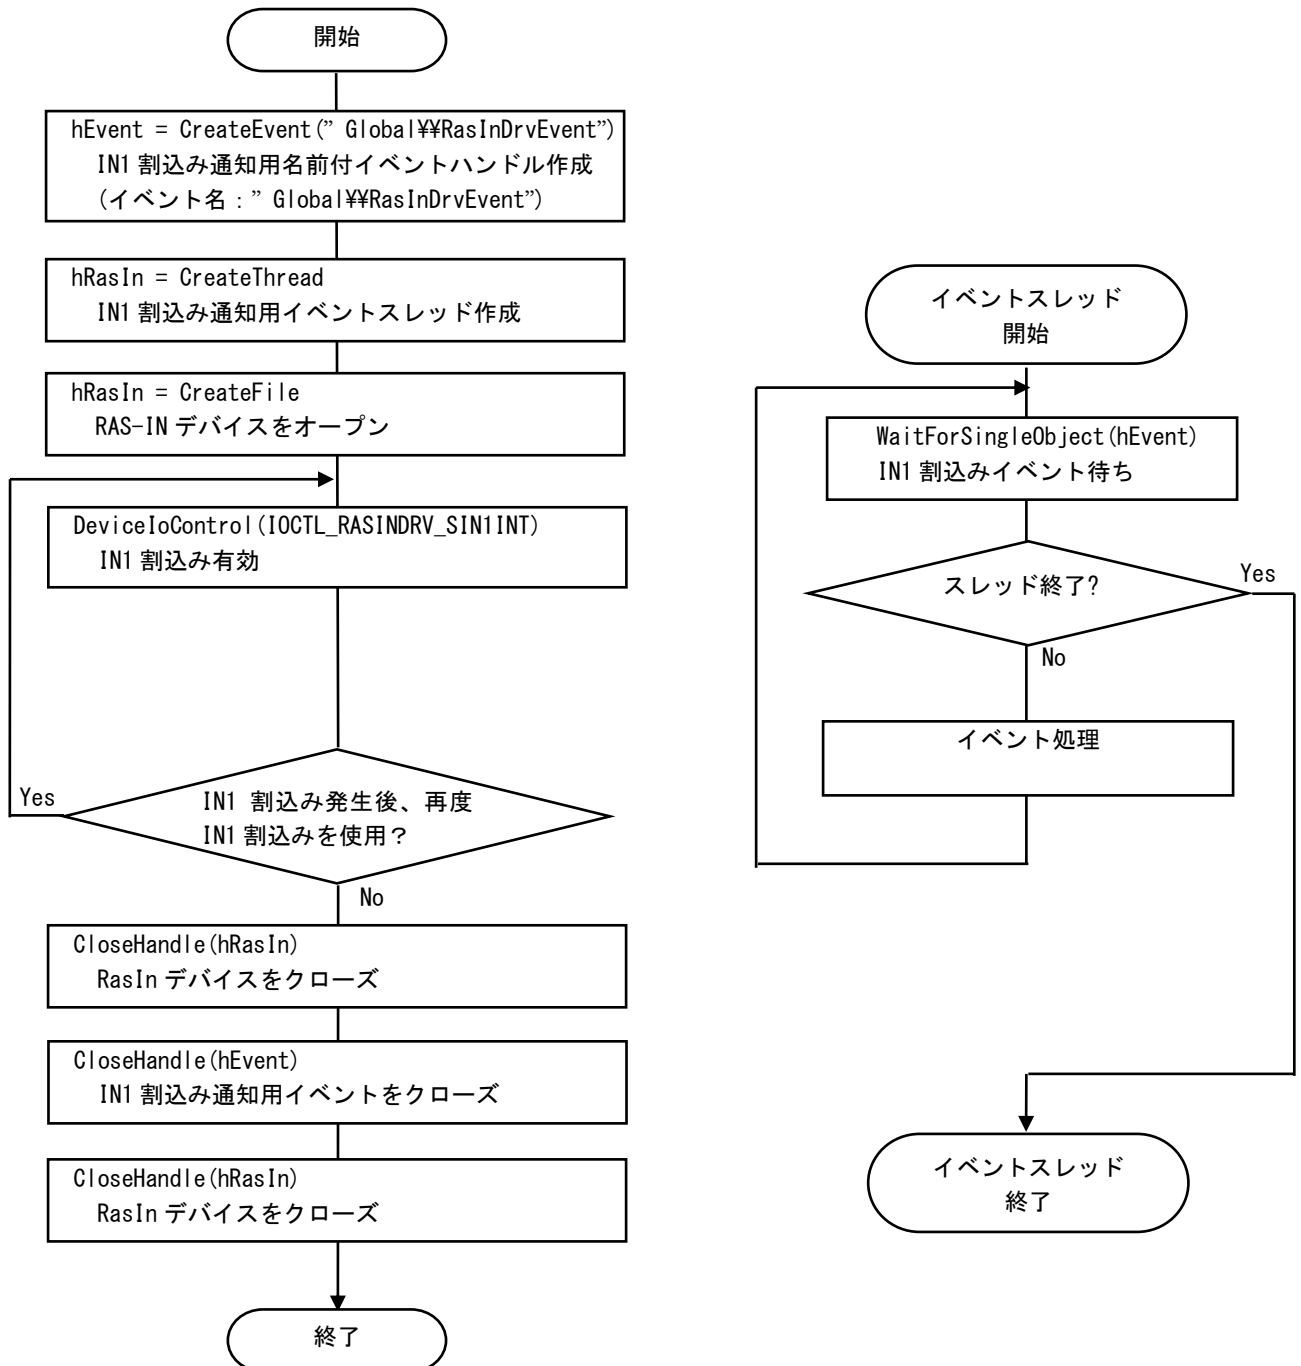 開始
hEvent = CreateEvent(” Global¥¥RasInDrvEvent”)
IN1 割込み通知用名前付イベントハンドル作成
(イベント名：” Global¥¥RasInDrvEvent”)
hRasIn = CreateThread
IN1 割込み通知用イベントスレッド作成
hRasIn = CreateFile
RAS-IN デバイスをオープン
DeviceIoControl(IOCTL_RASINDRV_SIN1INT)
IN1 割込み有効
Yes
IN1 割込み発生後、再度
IN1 割込みを使用？
No
CloseHandle(hRasIn)
RasIn デバイスをクローズ
CloseHandle(hEvent)
IN1 割込み通知用イベントをクローズ
CloseHandle(hRasIn)
RasIn デバイスをクローズ
終了
イベントスレッド
開始
WaitForSingleObject(hEvent)
IN1 割込みイベント待ち
スレッド終了?
Yes
No
イベント処理
イベントスレッド
終了